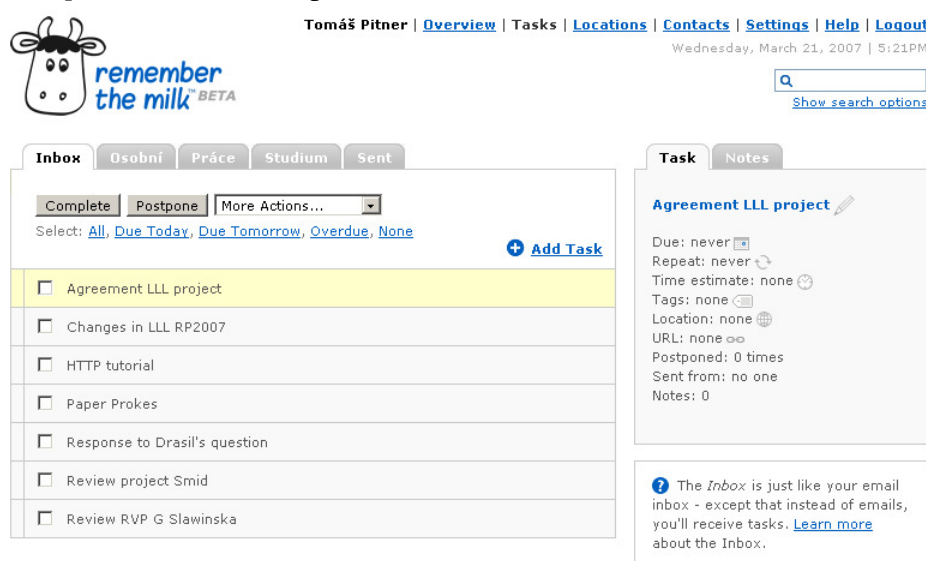 Tomáš Pitner | Overview | Tasks | Locations | Contacts | Settings | Help | Logout
Wednesday, March 21, 2007 | 5:21PM
remember
the milk™ BETA
Show search options
Inbox Osobní Práce Studium Sent
Complete Postpone More Actions...
Select: All, Due Today, Due Tomorrow, Overdue, None
Add Task
Agreement LLL project
Changes in LLL RP2007
HTTP tutorial
Paper Prokes
Response to Drasil's question
Review project Smid
Review RVP G Slawinska
Task Notes
Agreement LLL project
Due: never
Repeat: never
Time estimate: none
Tags: none
Location: none
URL: none
Postponed: 0 times
Sent from: no one
Notes: 0
? The Inbox is just like your email
inbox - except that instead of emails,
you'll receive tasks. Learn more
about the Inbox.